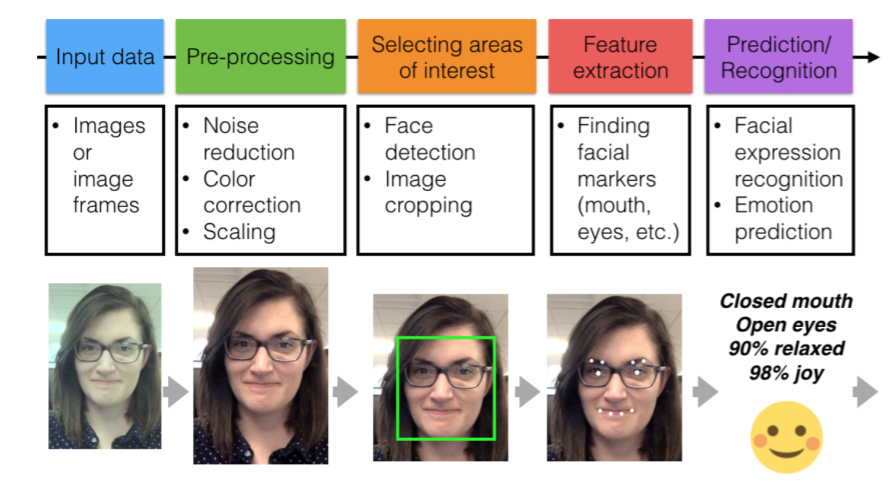 Input data
Pre-processing
Selecting areas
of interest
Feature
extraction
Prediction/
Recognition
• Images
or
image
frames
• Noise
reduction
• Color
correction
• Scaling
• Face
detection
• Image
cropping
• Finding
facial
markers
(mouth,
eyes, etc.)
• Facial
expression
recognition
• Emotion
prediction
Closed mouth
Open eyes
90% relaxed
98% joy